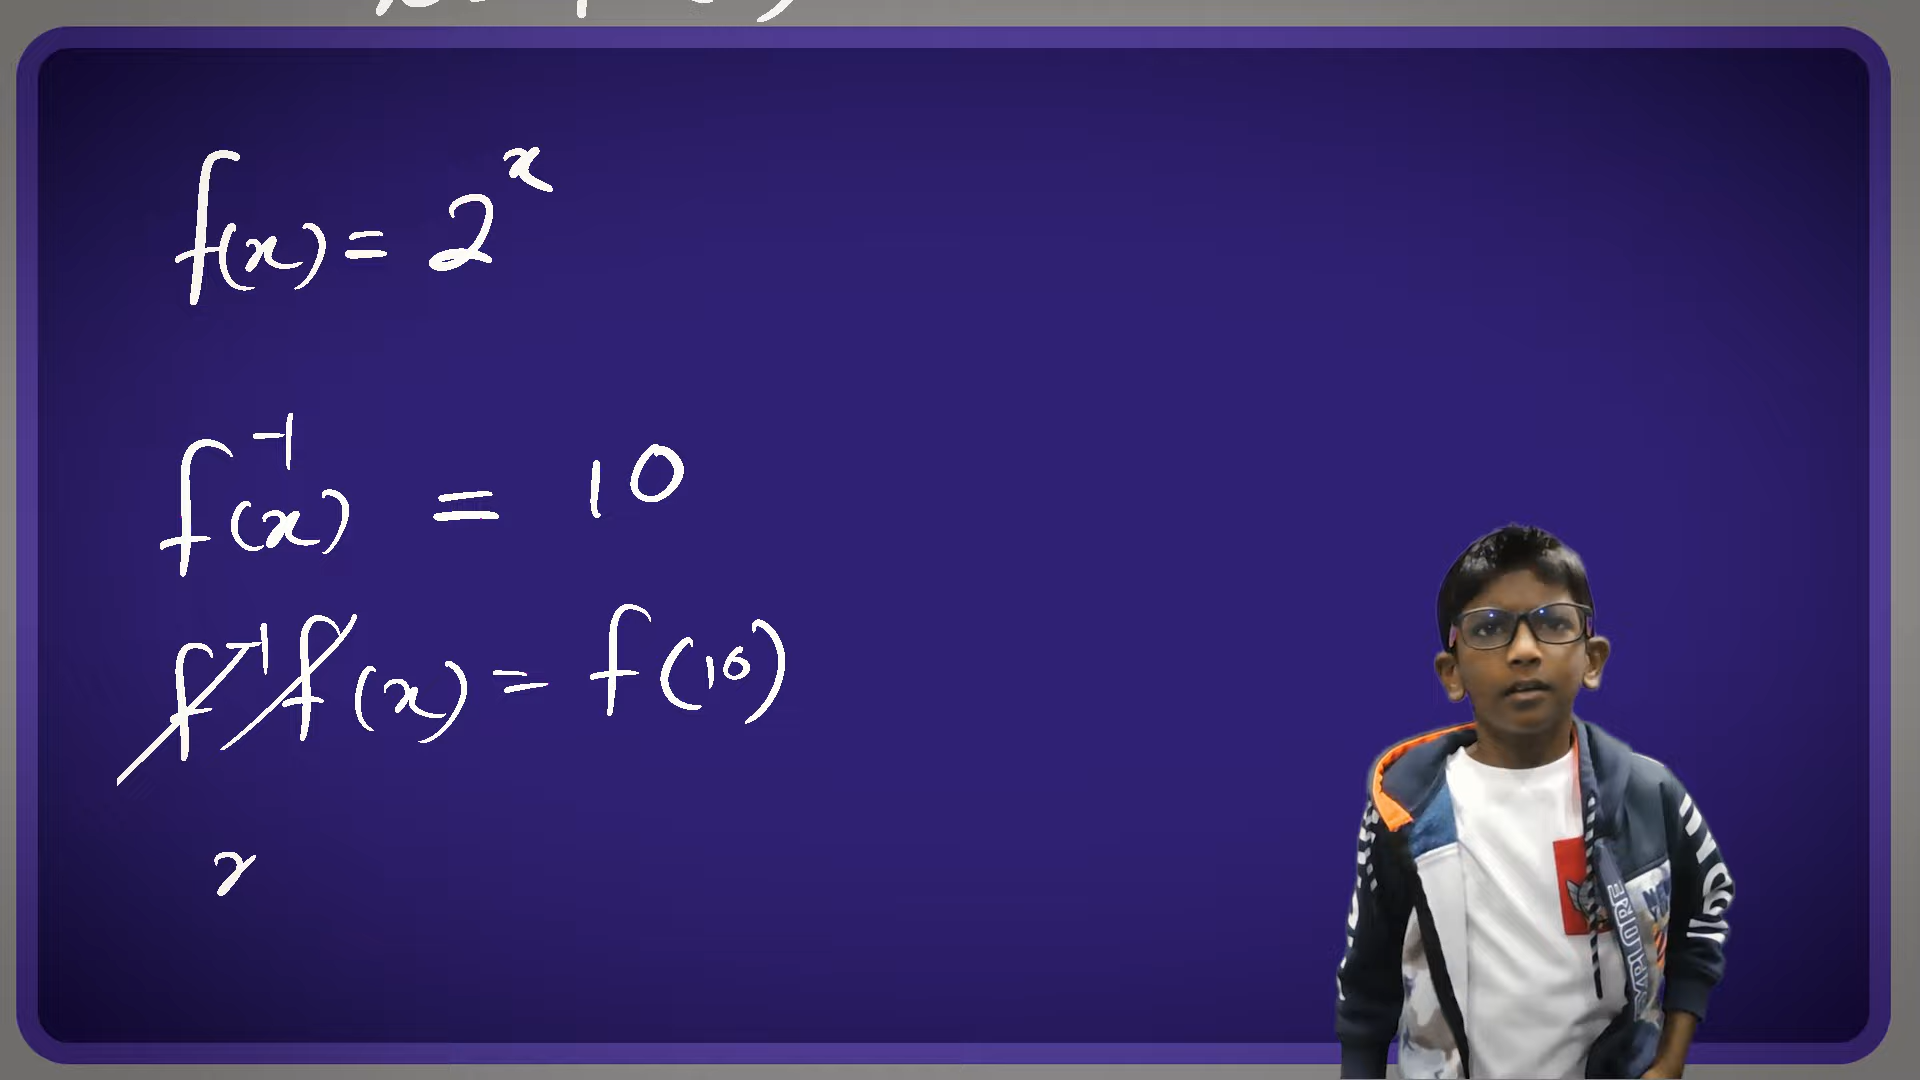 f(x) = 2^x
f^-1(x) = 10
f^-1 f(x) = f(10)
x